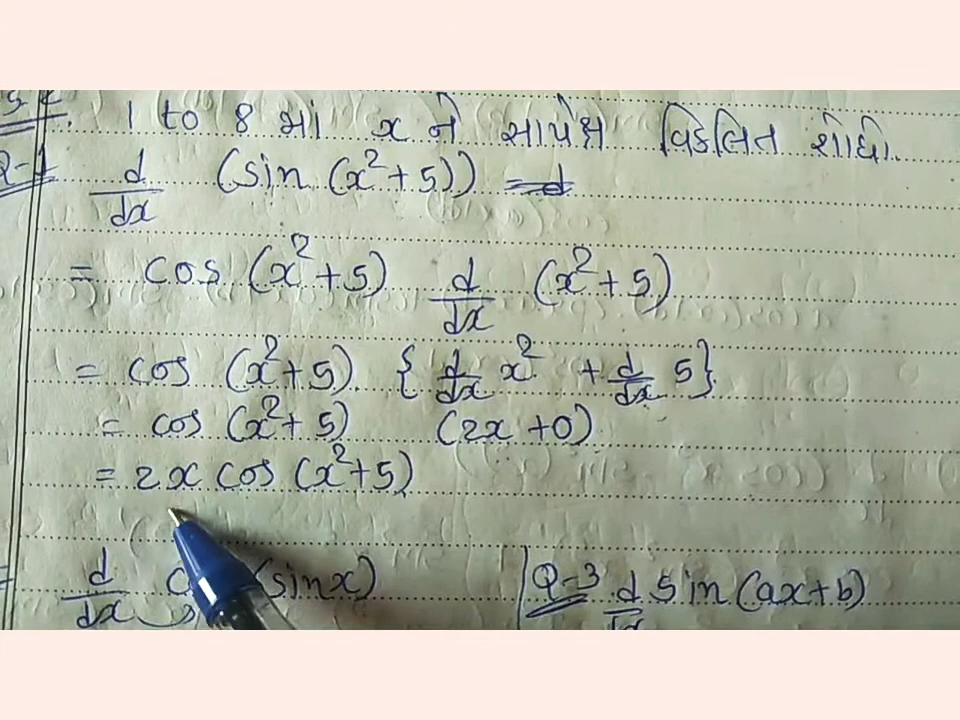 1 to 8 માં x ને સાપેક્ષ વિકલિત શોધો.
Q-1 d/dx (sin (x²+5))
= cos (x²+5) d/dx (x²+5)
= cos (x²+5) {d/dx x² + d/dx 5}
= cos (x²+5) (2x+0)
= 2x cos (x²+5)
d/dx (sinx)
Q-3 d/dx sin(ax+b)